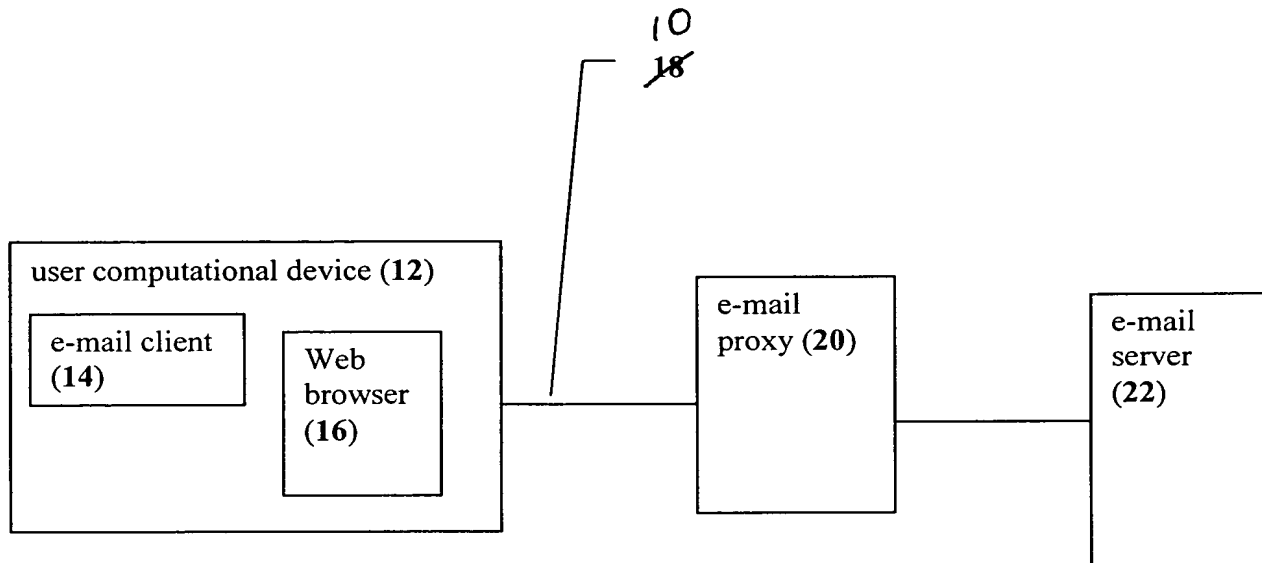 10
18
user computational device (12)
e-mail client
(14)
Web
browser
(16)
e-mail
proxy (20)
e-mail
server
(22)